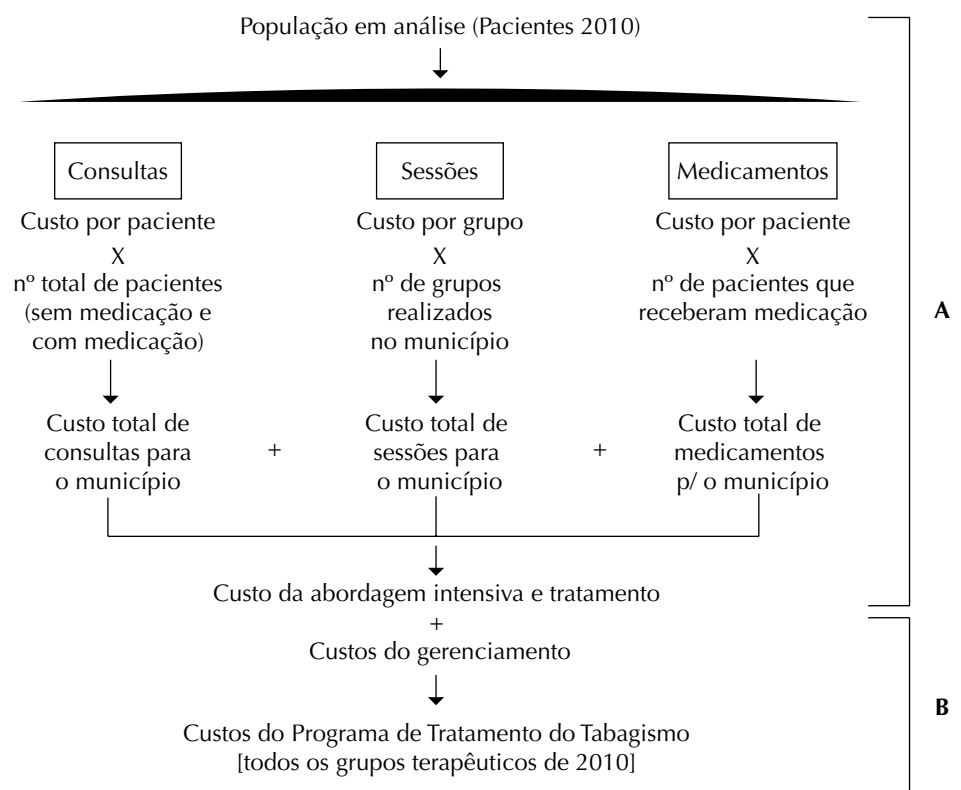 População em análise (Pacientes 2010)
Consultas
Custo por paciente
X
nº total de pacientes
(sem medicação e
com medicação)
Custo total de
consultas para
o município
+
Sessões
Custo por grupo
X
nº de grupos
realizados
no município
Custo total de
sessões para
o município
+
Medicamentos
Custo por paciente
X
nº de pacientes que
receberam medicação
Custo total de
medicamentos
p/ o município
A
Custo da abordagem intensiva e tratamento
+
Custos do gerenciamento
B
Custos do Programa de Tratamento do Tabagismo
[todos os grupos terapêuticos de 2010]